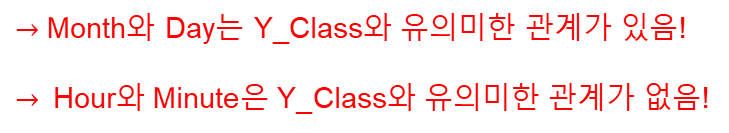 → Month와 Day는 Y_Class와 유의미한 관계가 있음!
→ Hour와 Minute은 Y_Class와 유의미한 관계가 없음!